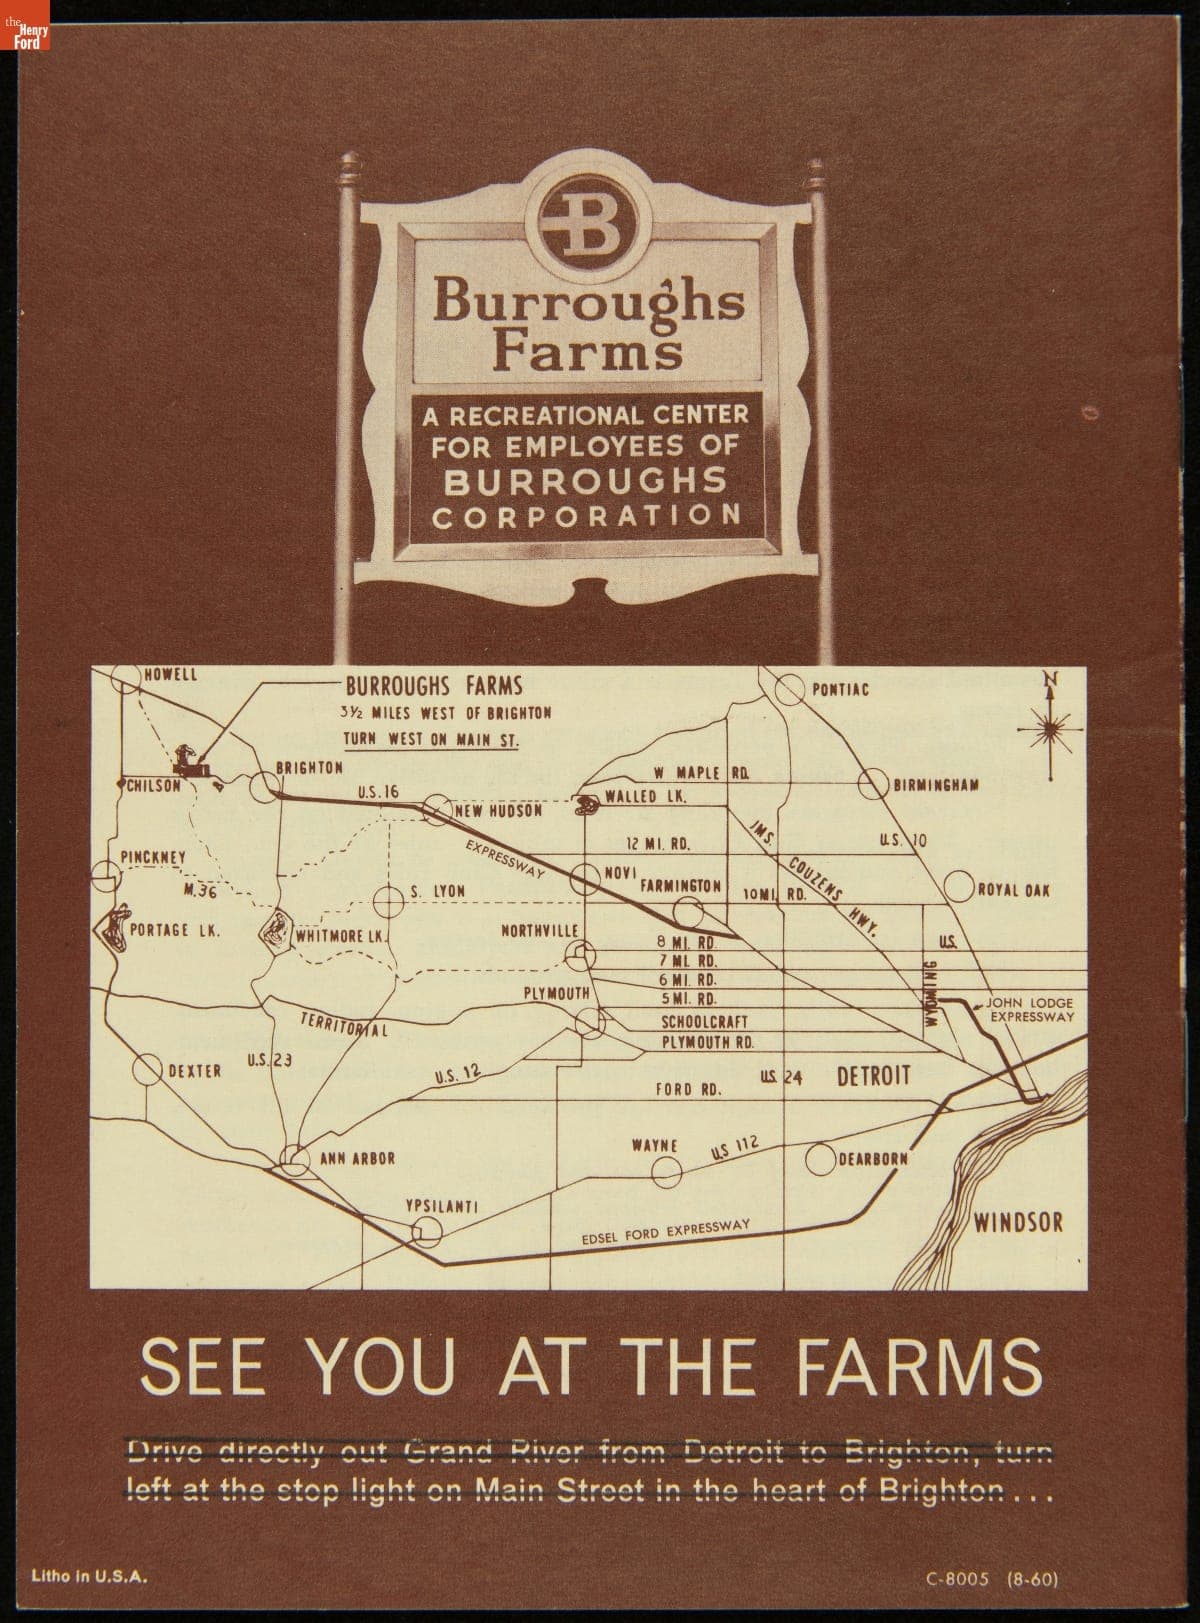 the
Henry
Ford
B
Burroughs
Farms
A RECREATIONAL CENTER
FOR EMPLOYEES OF
BURROUGHS
CORPORATION
HOWELL
BURROUGHS FARMS
3½ MILES WEST OF BRIGHTON
TURN WEST ON MAIN ST.
PONTIAC
N
BRIGHTON
CHILSON
U.S. 16
NEW HUDSON
W MAPLE RD.
WALLED LK.
BIRMINGHAM
EXPRESSWAY
12 MI. RD.
JMS. COUZENS HWY.
U.S. 10
PINCKNEY
M.36
S. LYON
NOVI
FARMINGTON
10 MI. RD.
ROYAL OAK
PORTAGE LK.
WHITMORE LK.
NORTHVILLE
8 MI. RD.
7 MI. RD.
6 MI. RD.
5 MI. RD.
U.S.
WYOMING
JOHN LODGE
EXPRESSWAY
PLYMOUTH
TERRITORIAL
SCHOOLCRAFT
PLYMOUTH RD.
DEXTER
U.S. 23
U.S. 12
FORD RD.
U.S. 24
DETROIT
ANN ARBOR
WAYNE
U.S 112
DEARBORN
YPSILANTI
EDSEL FORD EXPRESSWAY
WINDSOR
SEE YOU AT THE FARMS
Drive directly out Grand River from Detroit to Brighton, turn
left at the stop light on Main Street in the heart of Brighton...
Litho in U.S.A.
C-8005 (8-60)